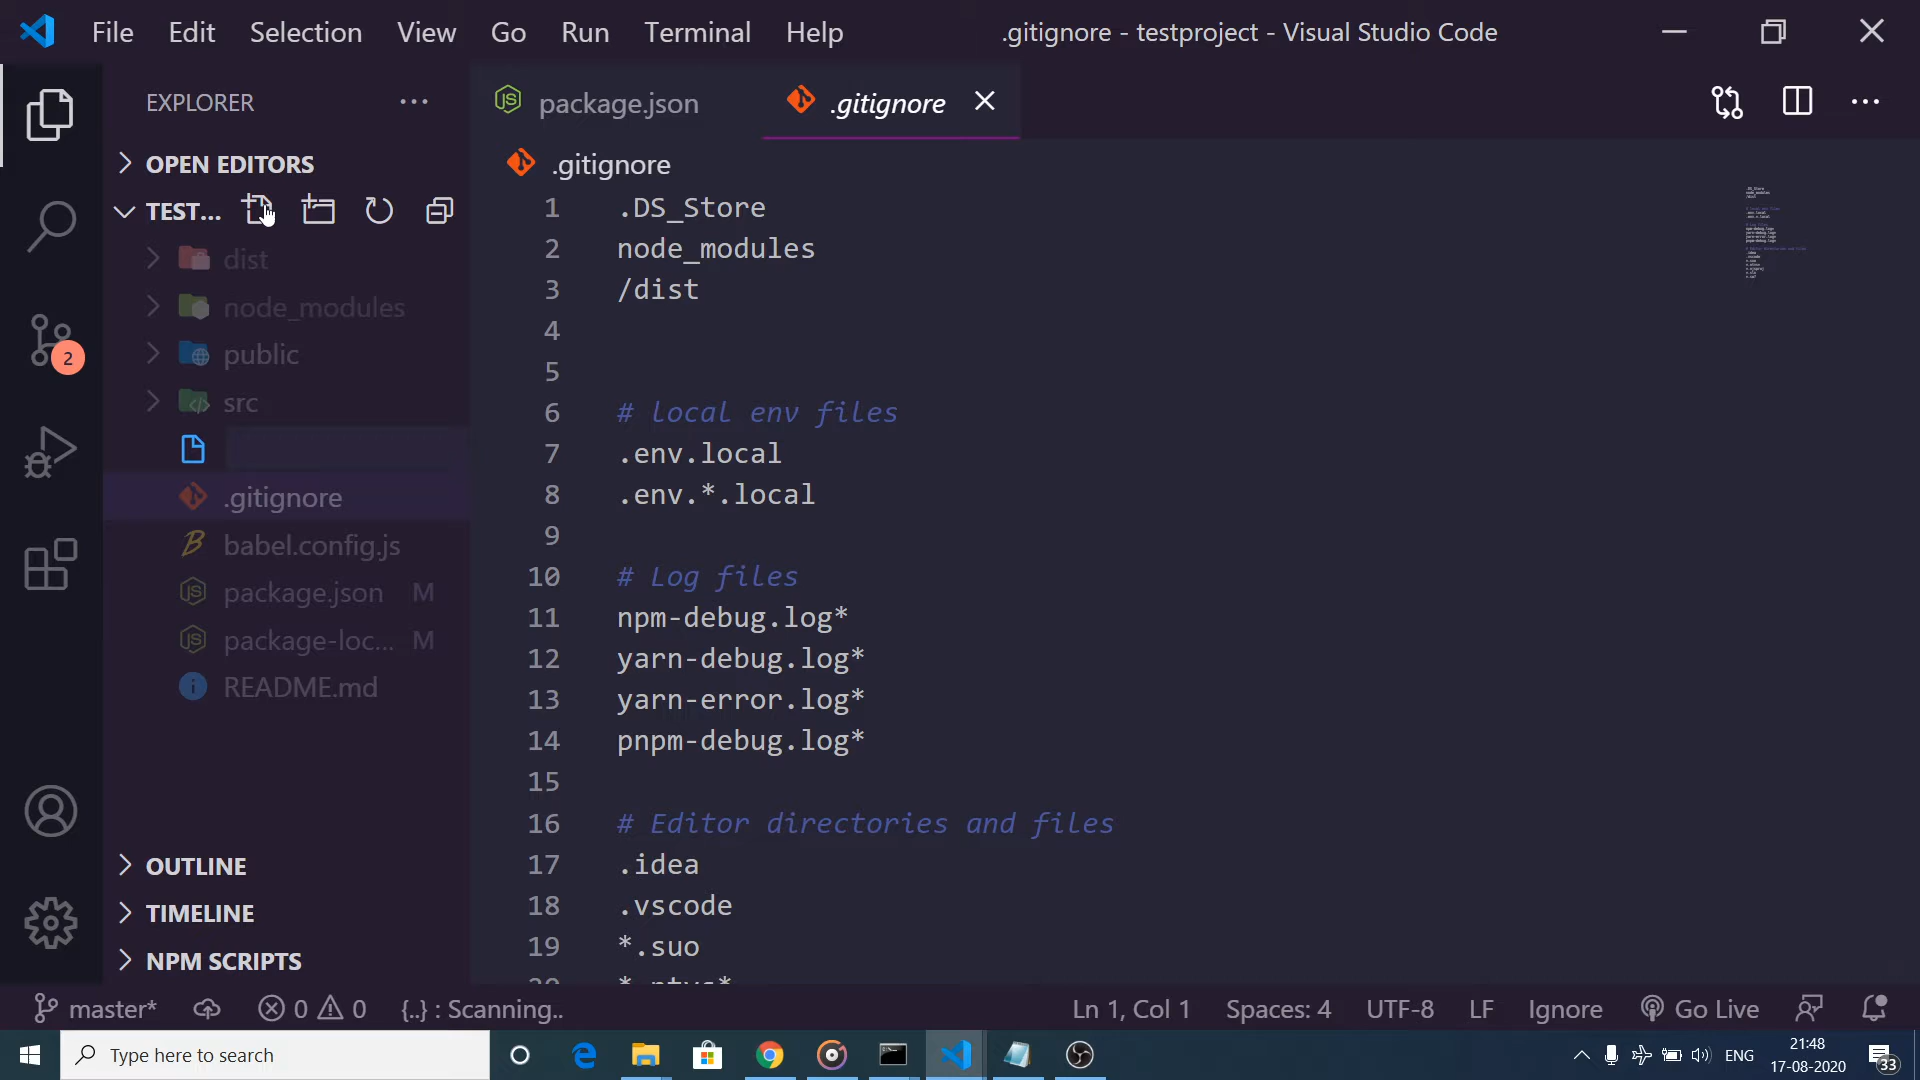 File Edit Selection View Go Run Terminal Help
.gitignore - testproject - Visual Studio Code
EXPLORER
OPEN EDITORS
TEST...
dist
node_modules
public
src
.gitignore
babel.config.js
package.json M
package-loc... M
README.md
OUTLINE
TIMELINE
NPM SCRIPTS
2
package.json
.gitignore
.gitignore
1 .DS_Store
2 node_modules
3 /dist
4
5
6 # local env files
7 .env.local
8 .env.*.local
9
10 # Log files
11 npm-debug.log*
12 yarn-debug.log*
13 yarn-error.log*
14 pnpm-debug.log*
15
16 # Editor directories and files
17 .idea
18 .vscode
19 *.suo
master* 0 0 {..} : Scanning..
Ln 1, Col 1 Spaces: 4 UTF-8 LF Ignore Go Live
Type here to search
ENG
21:48
17-08-2020
33